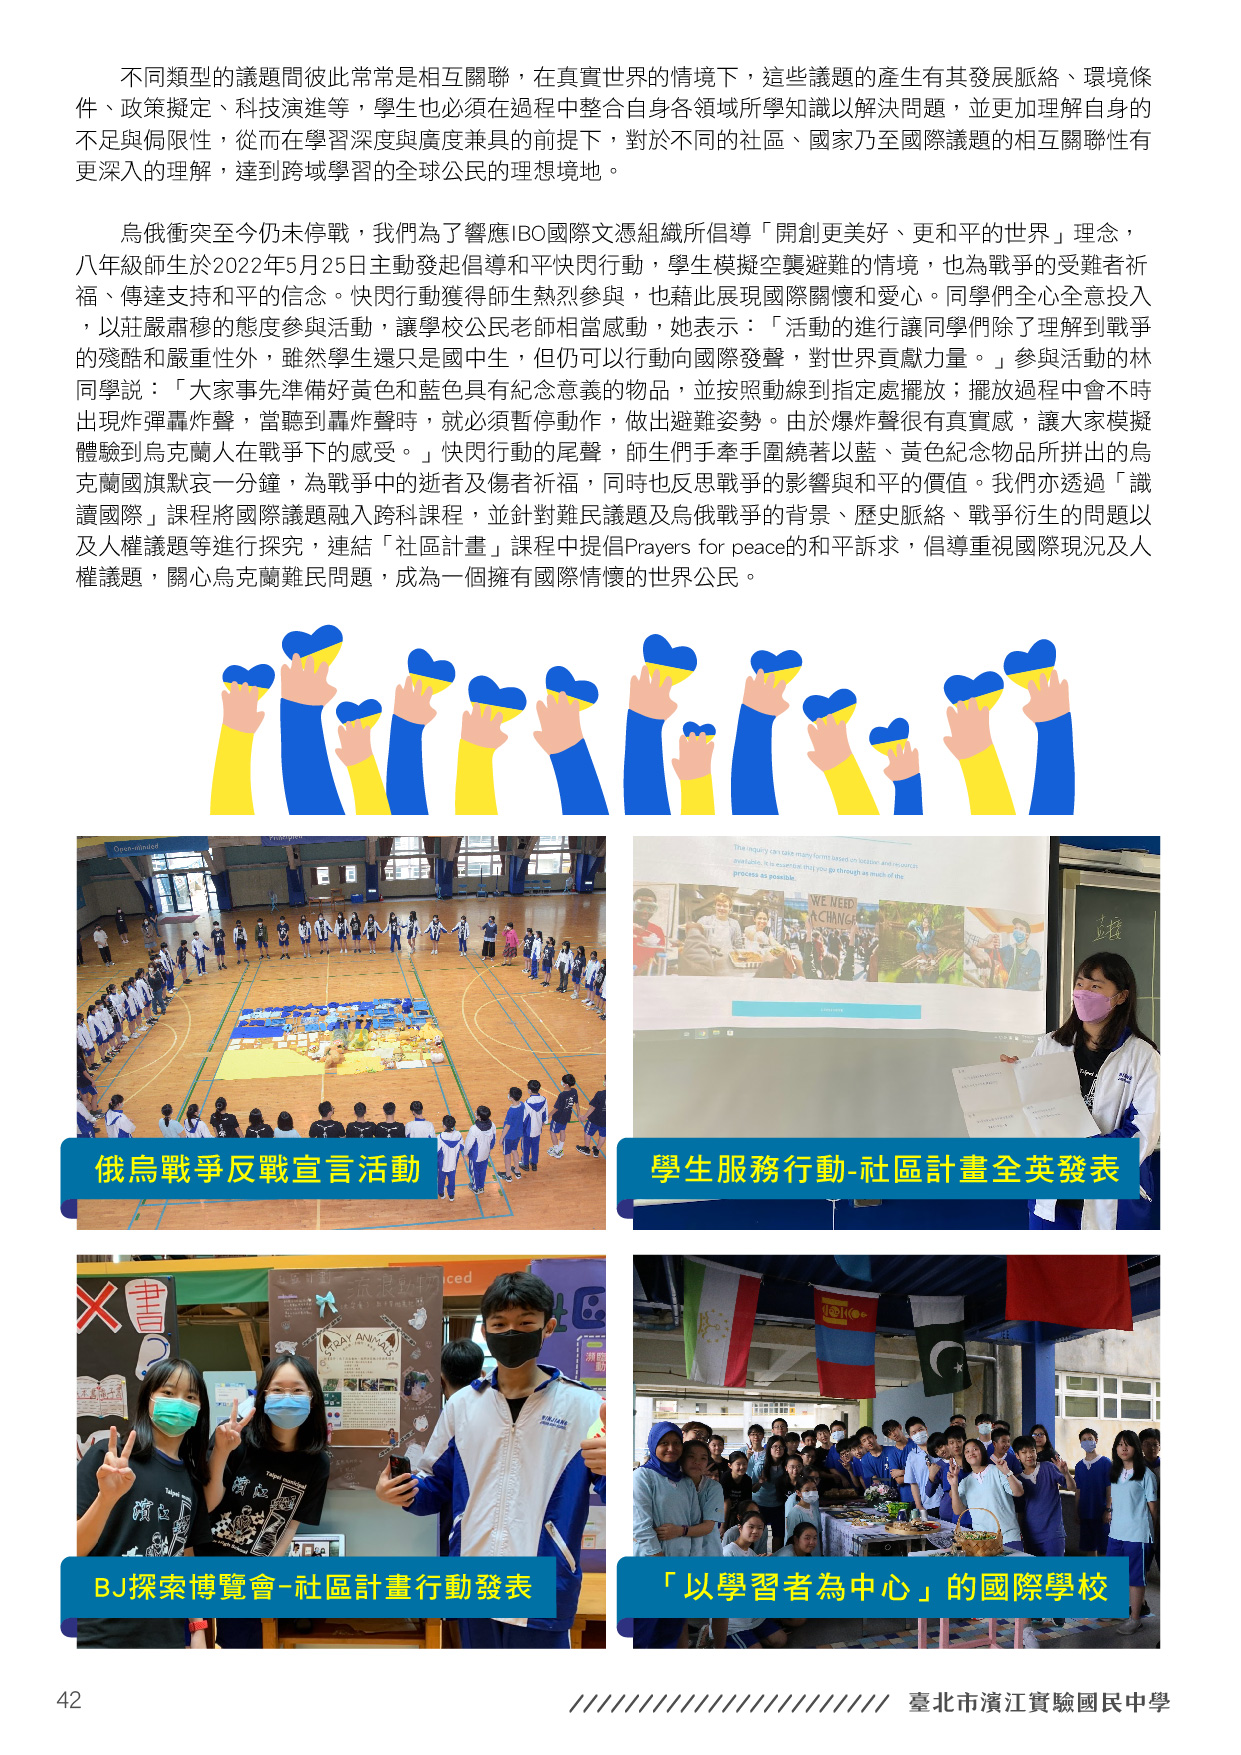 不同類型的議題間彼此常常是相互關聯，在真實世界的情境下，這些議題的產生有其發展脈絡、環境條
件、政策擬定、科技演進等，學生也必須在過程中整合自身各領域所學知識以解決問題，並更加理解自身的
不足與侷限性，從而在學習深度與廣度兼具的前提下，對於不同的社區、國家乃至國際議題的相互關聯性有
更深入的理解，達到跨域學習的全球公民的理想境地。
烏俄衝突至今仍未停戰，我們為了響應IBO國際文憑組織所倡導「開創更美好、更和平的世界」理念，
八年級師生於2022年5月25日主動發起倡導和平快閃行動，學生模擬空襲避難的情境，也為戰爭的受難者祈
福、傳達支持和平的信念。快閃行動獲得師生熱烈參與，也藉此展現國際關懷和愛心。同學們全心全意投入
，以莊嚴肅穆的態度參與活動，讓學校公民老師相當感動，她表示：「活動的進行讓同學們除了理解到戰爭
的殘酷和嚴重性外，雖然學生還只是國中生，但仍可以行動向國際發聲，對世界貢獻力量。」參與活動的林
同學說：「大家事先準備好黃色和藍色具有紀念意義的物品，並按照動線到指定處擺放；擺放過程中會不時
出現炸彈轟炸聲，當聽到轟炸聲時，就必須暫停動作，做出避難姿勢。由於爆炸聲很有真實感，讓大家模擬
體驗到烏克蘭人在戰爭下的感受。」快閃行動的尾聲，師生們手牽手圍繞著以藍、黃色紀念物品所拼出的烏
克蘭國旗默哀一分鐘，為戰爭中的逝者及傷者祈福，同時也反思戰爭的影響與和平的價值。我們亦透過「識
讀國際」課程將國際議題融入跨科課程，並針對難民議題及烏俄戰爭的背景、歷史脈絡、戰爭衍生的問題以
及人權議題等進行探究，連結「社區計畫」課程中提倡Prayers for peace的和平訴求，倡導重視國際現況及人
權議題，關心烏克蘭難民問題，成為一個擁有國際情懷的世界公民。
Open-minded
The inquiry can take many forms based on location and resources
available. It is essential that you go through as much of the
process as possible.
WE NEED
A CHANGE
直接
俄烏戰爭反戰宣言活動
學生服務行動-社區計畫全英發表
書
STRAY ANIMALS
BINJIANG
Taipei municipal
濱江
BJ探索博覽會-社區計畫行動發表
「以學習者為中心」的國際學校
42
臺北市濱江實驗國民中學